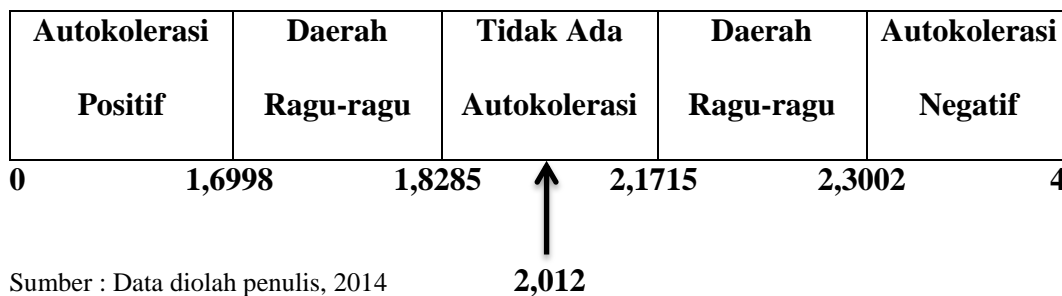 Autokolerasi Daerah Tidak Ada Daerah Autokolerasi
Positif Ragu-ragu Autokolerasi Ragu-ragu Negatif
0 1,6998 1,8285 2,1715 2,3002 4
Sumber : Data diolah penulis, 2014 2,012